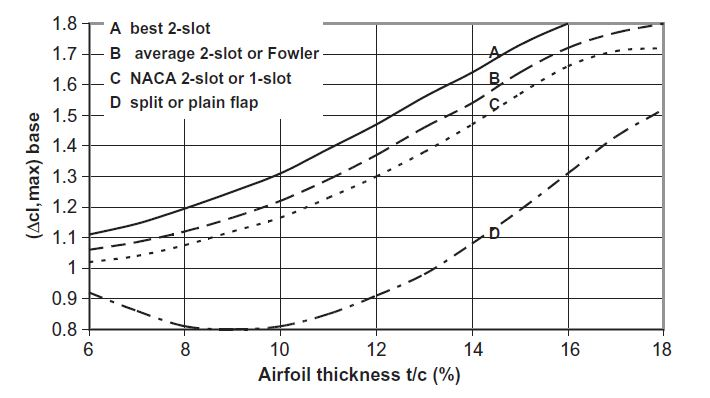 1.8
A best 2-slot
1.7
B average 2-slot or Fowler
A
1.6
C NACA 2-slot or 1-slot
B
D split or plain flap
C
1.5
1.4
1.3
1.2
1.1
D
1
0.9
0.8
(Δcl,max) base
6 8 10 12 14 16 18
Airfoil thickness t/c (%)